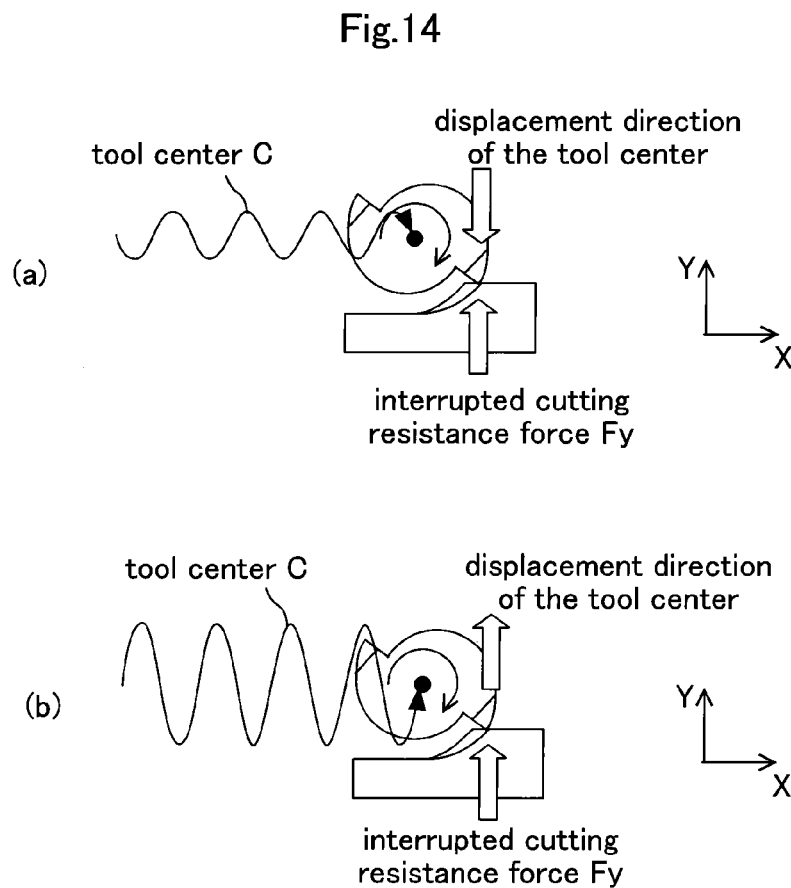 Fig.14
displacement direction
of the tool center
tool center C
(a)
Y
X
interrupted cutting
resistance force Fy
displacement direction
of the tool center
tool center C
(b)
Y
X
interrupted cutting
resistance force Fy